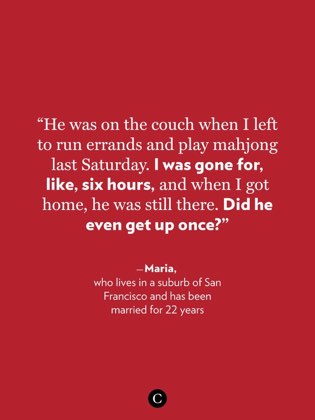 “He was on the couch when I left
to run errands and play mahjong
last Saturday. I was gone for,
like, six hours, and when I got
home, he was still there. Did he
even get up once?”
—Maria,
who lives in a suburb of San
Francisco and has been
married for 22 years
C